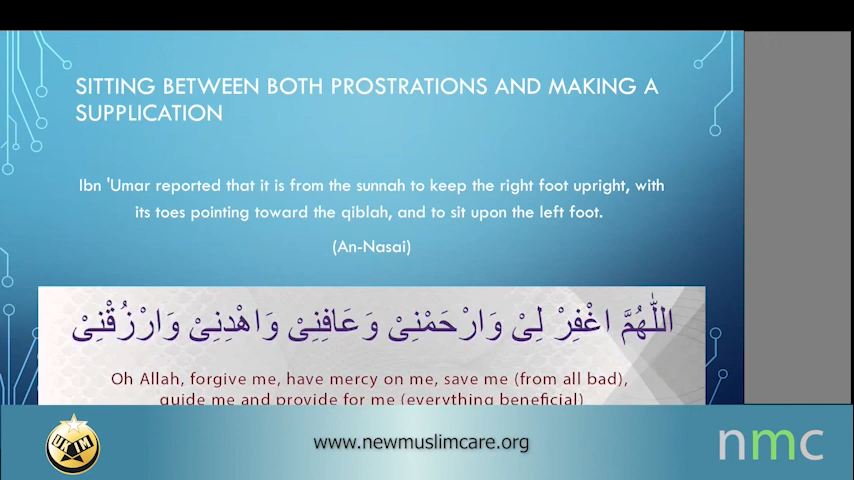 SITTING BETWEEN BOTH PROSTRATIONS AND MAKING A
SUPPLICATION
Ibn 'Umar reported that it is from the sunnah to keep the right foot upright, with
its toes pointing toward the qiblah, and to sit upon the left foot.
(An-Nasai)
اللّٰهُمَّ اغْفِرْ لِىْ وَارْحَمْنِىْ وَعَافِنِىْ وَاهْدِنِىْ وَارْزُقْنِىْ
Oh Allah, forgive me, have mercy on me, save me (from all bad),
guide me and provide for me (everything beneficial)
UKIM
www.newmuslimcare.org
nmc